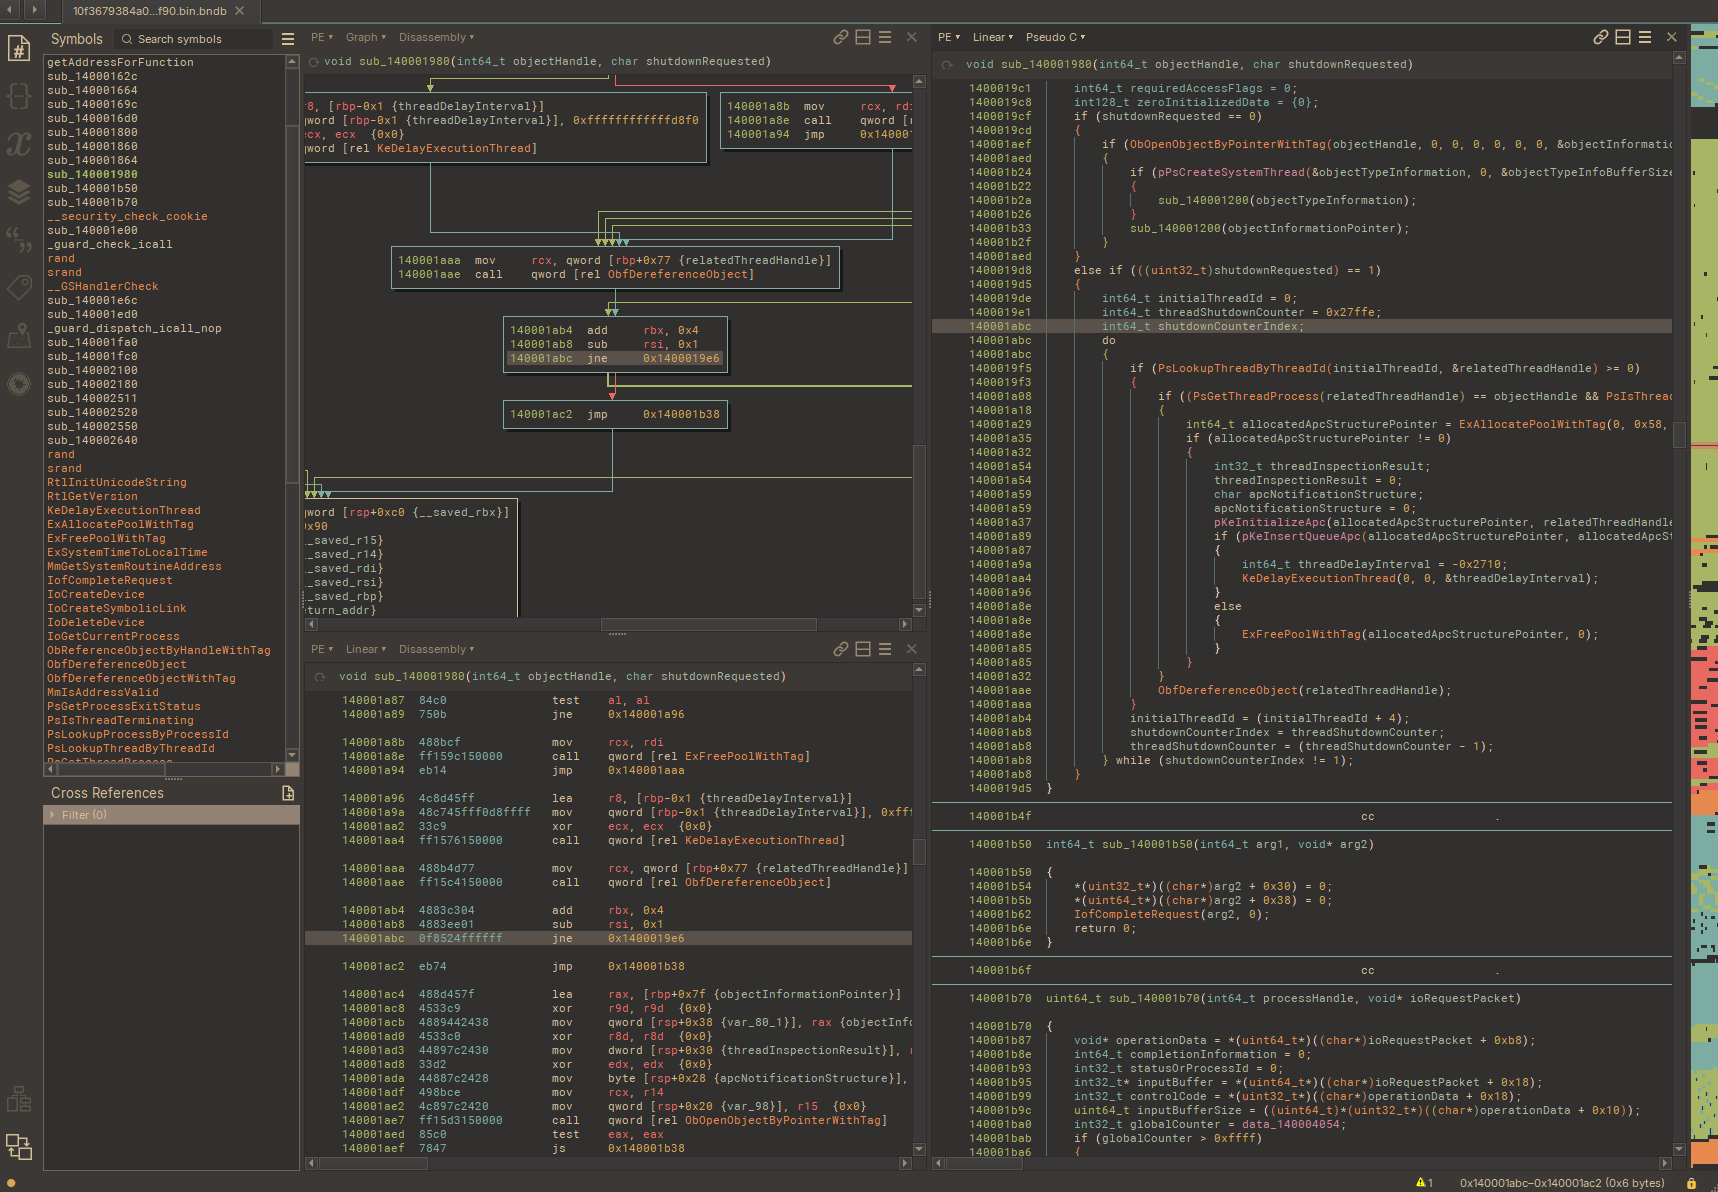 10f3679384a0...f90.bin.bndb
Symbols
Search symbols
getAddressForFunction
sub_14000162c
sub_140001664
sub_14000169c
sub_1400016d0
sub_140001800
sub_140001860
sub_140001864
sub_140001980
sub_140001b50
sub_140001b70
__security_check_cookie
sub_140001e00
_guard_check_icall
rand
srand
__GSHandlerCheck
sub_140001e6c
sub_140001ed0
_guard_dispatch_icall_nop
sub_140001fa0
sub_140001fc0
sub_140002100
sub_140002180
sub_140002511
sub_140002520
sub_140002550
sub_140002640
rand
srand
RtlInitUnicodeString
RtlGetVersion
KeDelayExecutionThread
ExAllocatePoolWithTag
ExFreePoolWithTag
ExSystemTimeToLocalTime
MmGetSystemRoutineAddress
IofCompleteRequest
IoCreateDevice
IoCreateSymbolicLink
IoDeleteDevice
IoGetCurrentProcess
ObReferenceObjectByHandleWithTag
ObfDereferenceObject
ObfDereferenceObjectWithTag
MmIsAddressValid
PsGetProcessExitStatus
PsIsThreadTerminating
PsLookupProcessByProcessId
PsLookupThreadByThreadId
PsGetThreadProcess
Cross References
Filter (0)
PE Graph Disassembly
void sub_140001980(int64_t objectHandle, char shutdownRequested)
r8, [rbp-0x1 {threadDelayInterval}]
word [rbp-0x1 {threadDelayInterval}], 0xffffffffffffd8f0
ecx, ecx {0x0}
word [rel KeDelayExecutionThread]
140001a8b mov rcx, rdi
140001a8e call qword [r
140001a94 jmp 0x14000
140001aaa mov rcx, qword [rbp+0x77 {relatedThreadHandle}]
140001aae call qword [rel ObfDereferenceObject]
140001ab4 add rbx, 0x4
140001ab8 sub rsi, 0x1
140001abc jne 0x1400019e6
140001ac2 jmp 0x140001b38
qword [rsp+0xc0 {__saved_rbx}]
0x90
_saved_r15}
_saved_r14}
_saved_rdi}
_saved_rsi}
_saved_rbp}
turn_addr}
PE Linear Disassembly
void sub_140001980(int64_t objectHandle, char shutdownRequested)
140001a87 84c0 test al, al
140001a89 750b jne 0x140001a96
140001a8b 488bcf mov rcx, rdi
140001a8e ff159c150000 call qword [rel ExFreePoolWithTag]
140001a94 eb14 jmp 0x140001aaa
140001a96 4c8d45ff lea r8, [rbp-0x1 {threadDelayInterval}]
140001a9a 48c745fff0d8ffff mov qword [rbp-0x1 {threadDelayInterval}], 0xfff
140001aa2 33c9 xor ecx, ecx {0x0}
140001aa4 ff1576150000 call qword [rel KeDelayExecutionThread]
140001aaa 488b4d77 mov rcx, qword [rbp+0x77 {relatedThreadHandle}]
140001aae ff15c4150000 call qword [rel ObfDereferenceObject]
140001ab4 4883c304 add rbx, 0x4
140001ab8 4883ee01 sub rsi, 0x1
140001abc 0f8524ffffff jne 0x1400019e6
140001ac2 eb74 jmp 0x140001b38
140001ac4 488d457f lea rax, [rbp+0x7f {objectInformationPointer}]
140001ac8 4533c9 xor r9d, r9d {0x0}
140001acb 4889442438 mov qword [rsp+0x38 {var_80_1}], rax {objectInfo
140001ad0 4533c0 xor r8d, r8d {0x0}
140001ad3 44897c2430 mov dword [rsp+0x30 {threadInspectionResult}],
140001ad8 33d2 xor edx, edx {0x0}
140001ada 44887c2428 mov byte [rsp+0x28 {apcNotificationStructure}],
140001adf 498bce mov rcx, r14
140001ae2 4c897c2420 mov qword [rsp+0x20 {var_98}], r15 {0x0}
140001ae7 ff15d3150000 call qword [rel ObOpenObjectByPointerWithTag]
140001aed 85c0 test eax, eax
140001aef 7847 js 0x140001b38
PE Linear Pseudo C
void sub_140001980(int64_t objectHandle, char shutdownRequested)
1400019c1 int64_t requiredAccessFlags = 0;
1400019c8 int128_t zeroInitializedData = {0};
1400019cf if (shutdownRequested == 0)
1400019cd {
140001aef if (ObOpenObjectByPointerWithTag(objectHandle, 0, 0, 0, 0, 0, 0, &objectInformatio
140001aed {
140001b24 if (pPsCreateSystemThread(&objectTypeInformation, 0, &objectTypeInfoBufferSize
140001b22 {
140001b2a sub_140001200(objectTypeInformation);
140001b26 }
140001b33 sub_140001200(objectInformationPointer);
140001b2f }
140001aed }
1400019d8 else if (((uint32_t)shutdownRequested) == 1)
1400019d5 {
1400019de int64_t initialThreadId = 0;
1400019e1 int64_t threadShutdownCounter = 0x27ffe;
140001abc int64_t shutdownCounterIndex;
140001abc do
140001abc {
1400019f5 if (PsLookupThreadByThreadId(initialThreadId, &relatedThreadHandle) >= 0)
1400019f3 {
140001a08 if ((PsGetThreadProcess(relatedThreadHandle) == objectHandle && PsIsThread
140001a18 {
140001a29 int64_t allocatedApcStructurePointer = ExAllocatePoolWithTag(0, 0x58,
140001a35 if (allocatedApcStructurePointer != 0)
140001a32 {
140001a54 int32_t threadInspectionResult;
140001a54 threadInspectionResult = 0;
140001a59 char apcNotificationStructure;
140001a59 apcNotificationStructure = 0;
140001a37 pKeInitializeApc(allocatedApcStructurePointer, relatedThreadHandle
140001a89 if (pKeInsertQueueApc(allocatedApcStructurePointer, allocatedApcSt
140001a87 {
140001a9a int64_t threadDelayInterval = -0x2710;
140001aa4 KeDelayExecutionThread(0, 0, &threadDelayInterval);
140001a96 }
140001a8e else
140001a8e {
140001a8e ExFreePoolWithTag(allocatedApcStructurePointer, 0);
140001a85 }
140001a85 }
140001a32 }
140001aae ObfDereferenceObject(relatedThreadHandle);
140001aaa }
140001ab4 initialThreadId = (initialThreadId + 4);
140001ab8 shutdownCounterIndex = threadShutdownCounter;
140001ab8 threadShutdownCounter = (threadShutdownCounter - 1);
140001ab8 } while (shutdownCounterIndex != 1);
140001ab8 }
1400019d5 }
140001b4f cc .
140001b50 int64_t sub_140001b50(int64_t arg1, void* arg2)
140001b50 {
140001b54 *(uint32_t*)((char*)arg2 + 0x30) = 0;
140001b5b *(uint64_t*)((char*)arg2 + 0x38) = 0;
140001b62 IofCompleteRequest(arg2, 0);
140001b6e return 0;
140001b6e }
140001b6f cc .
140001b70 uint64_t sub_140001b70(int64_t processHandle, void* ioRequestPacket)
140001b70 {
140001b87 void* operationData = *(uint64_t*)((char*)ioRequestPacket + 0xb8);
140001b8e int64_t completionInformation = 0;
140001b93 int32_t statusOrProcessId = 0;
140001b95 int32_t* inputBuffer = *(uint64_t*)((char*)ioRequestPacket + 0x18);
140001b99 int32_t controlCode = *(uint32_t*)((char*)operationData + 0x18);
140001b9c uint64_t inputBufferSize = ((uint64_t)*(uint32_t*)((char*)operationData + 0x10));
140001ba0 int32_t globalCounter = data_140004054;
140001bab if (globalCounter > 0xffff)
140001ba6 {
1
0x140001abc–0x140001ac2 (0x6 bytes)